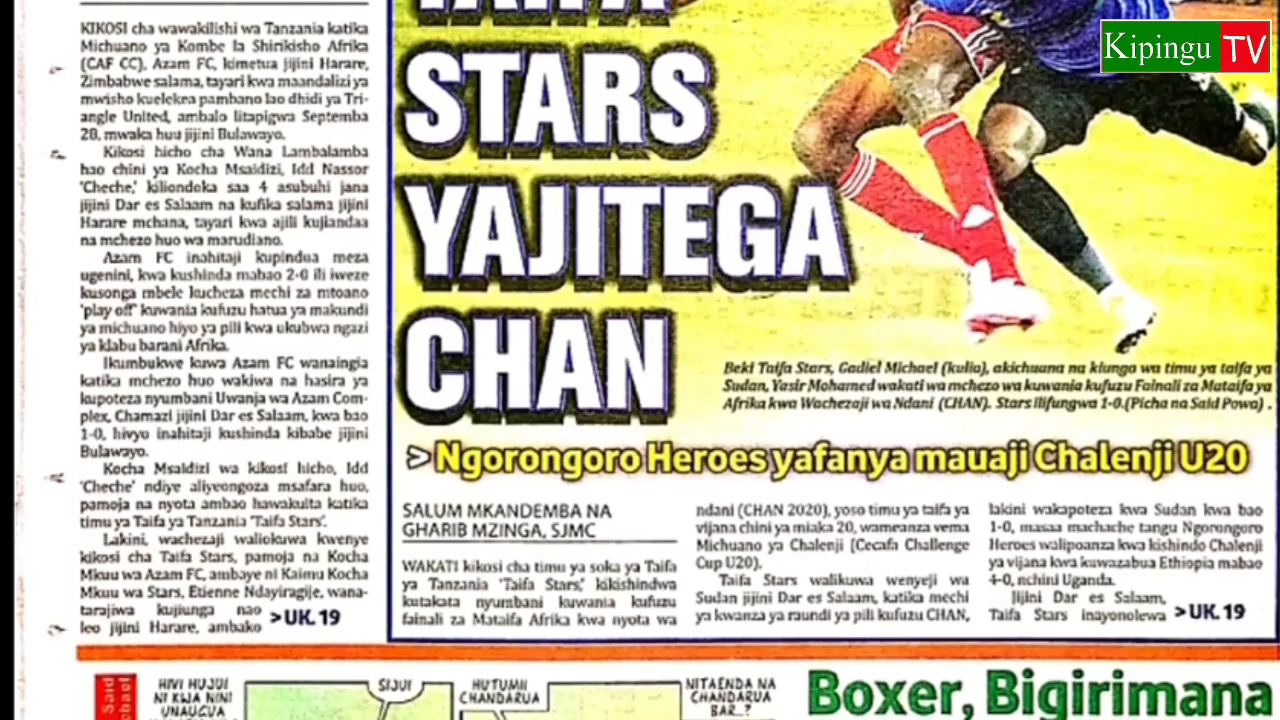 Kipingu TV
KIKOSI cha wawakilishi wa Tanzania katika
Michuano ya Kombe la Shirikisho Afrika
(CAF CC), Azam FC, kimetua jijini Harare,
Zimbabwe salama, tayari kwa maandalizi ya
mwisho kuelekea pambano lao dhidi ya Tri-
angle United, ambalo litapigwa Septemba
28, mwaka huu jijini Bulawayo.
Kikosi hicho cha Wana Lambalamba
hao chini ya Kocha Msaidizi, Idd Nassor
'Cheche,' kiliondoka saa 4 asubuhi jana
jijini Dar es Salaam na kufika salama jijini
Harare mchana, tayari kwa ajili kujiandaa
na mchezo huo wa marudiano.
Azam FC inahitaji kupindua meza
ugenini, kwa kushinda mabao 2-0 ili iweze
kusonga mbele kucheza mechi za mtoano
'play off' kuwania kufuzu hatua ya makundi
ya michuano hiyo ya pili kwa ukubwa ngazi
ya klabu barani Afrika.
Ikumbukwe kuwa Azam FC wanaingia
katika mchezo huo wakiwa na hasira ya
kupoteza nyumbani Uwanja wa Azam Com-
plex, Chamazi jijini Dar es Salaam, kwa bao
1-0, hivyo inahitaji kushinda kibabe jijini
Bulawayo.
Kocha Msaidizi wa kikosi hicho, Idd
'Cheche' ndiye aliyeongoza msafara huo,
pamoja na nyota ambao hawakuita katika
timu ya Taifa ya Tanzania 'Taifa Stars'.
Lakini, wachezaji waliokuwa kwenye
kikosi cha Taifa Stars, pamoja na Kocha
Mkuu wa Azam FC, ambaye ni Kaimu Kocha
Mkuu wa Stars, Etienne Ndayiragije, wana-
tarajiwa kujiunga nao
leo jijini Harare, ambako >UK. 19
TAIFA
STARS
YAJITEGA
CHAN
Beki Taifa Stars, Gadiel Michael (kulia), akichuana na kiungo wa timu ya taifa ya
Sudan, Yasir Mohamed wakati wa mchezo wa kuwania kufuzu Fainali za Mataifa ya
Afrika kwa Wachezaji wa Ndani (CHAN). Stars ilifungwa 1-0.(Picha na Said Powa) .
> Ngorongoro Heroes yafanya mauaji Chalenji U20
SALUM MKANDEMBA NA
GHARIB MZINGA, SJMC
WAKATI kikosi cha timu ya soka ya Taifa
ya Tanzania 'Taifa Stars,' kikishindwa
kutakata nyumbani kuwania kufuzu
fainali za Mataifa Afrika kwa nyota wa
ndani (CHAN 2020), yoso timu ya taifa ya
vijana chini ya miaka 20, wameanza vema
Michuano ya Chalenji (Cecafa Challenge
Cup U20).
Taifa Stars walikuwa wenyeji wa
Sudan jijini Dar es Salaam, katika mechi
ya kwanza ya raundi ya pili kufuzu CHAN,
lakini wakapoteza kwa Sudan kwa bao
1-0, masaa machache tangu Ngorongoro
Heroes walipoanza kwa kishindo Chalenji
ya vijana kwa kuwazabua Ethiopia mabao
4-0, nchini Uganda.
Jijini Dar es Salaam,
Taifa Stars inayonolewa >UK. 19
Said
HIVI HUJUI
NI KWA NINI
UNAUGUA
SIJUI
HUTUMII
CHANDARUA
NITAENDA NA
CHANDARUA
BAR..?
Boxer, Bigirimana